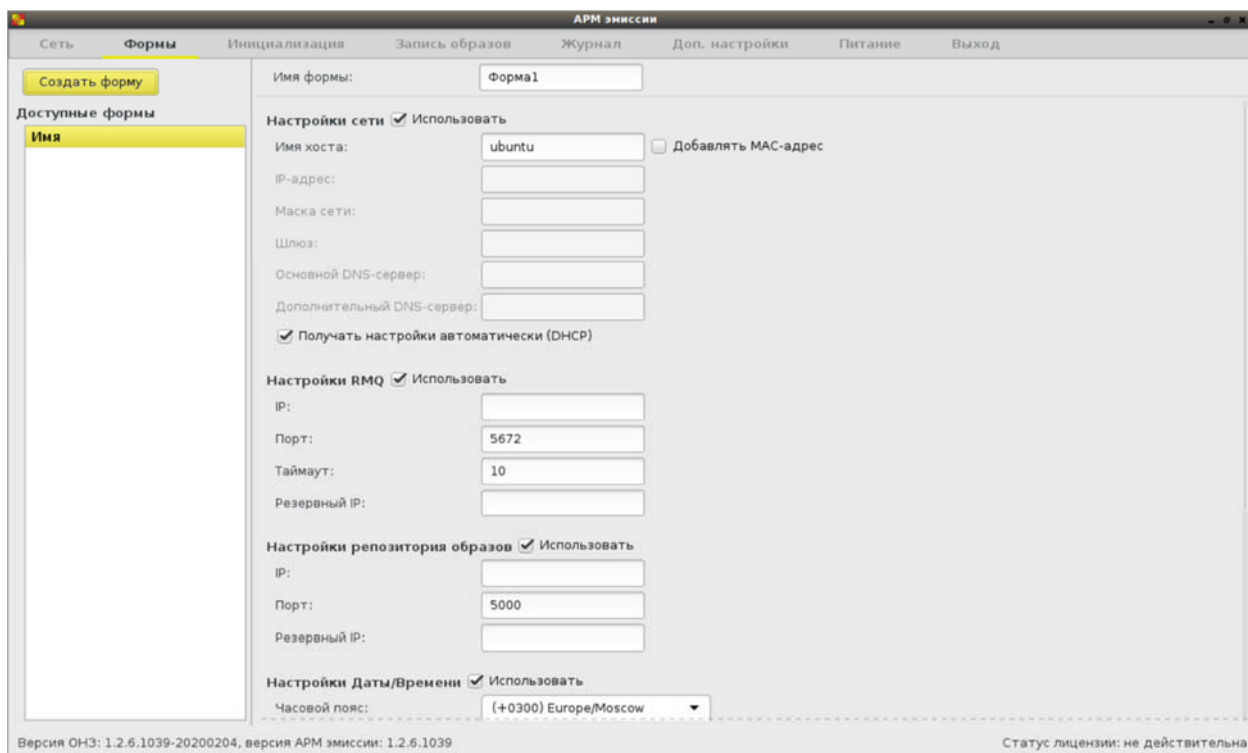 АРМ эмиссии
Сеть Формы Инициализация Запись образов Журнал Доп. настройки Питание Выход
Создать форму
Доступные формы
Имя
Имя формы: Форма1
Настройки сети Использовать
Имя хоста: ubuntu Добавлять MAC-адрес
IP-адрес:
Маска сети:
Шлюз:
Основной DNS-сервер:
Дополнительный DNS-сервер:
Получать настройки автоматически (DHCP)
Настройки RMQ Использовать
IP:
Порт: 5672
Таймаут: 10
Резервный IP:
Настройки репозитория образов Использовать
IP:
Порт: 5000
Резервный IP:
Настройки Даты/Времени Использовать
Часовой пояс: (+0300) Europe/Moscow
Версия ОНЗ: 1.2.6.1039-20200204, версия АРМ эмиссии: 1.2.6.1039 Статус лицензии: не действительна